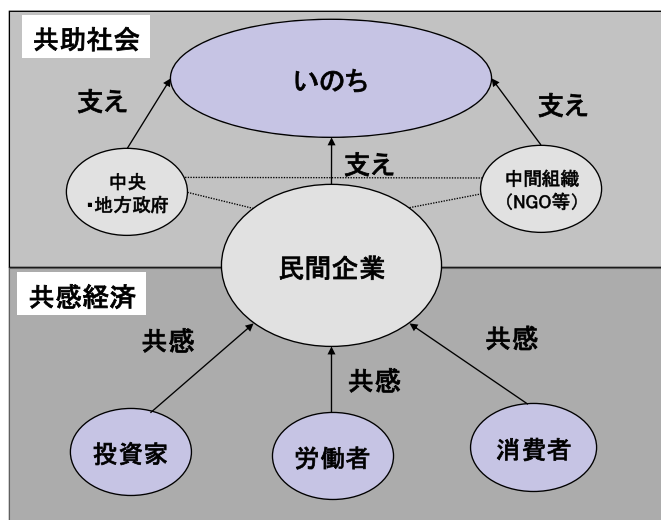 共助社会
いのち
支え
支え
支え
中央
・地方政府
中間組織
(NGO等)
民間企業
共感経済
共感
共感
共感
投資家
労働者
消費者